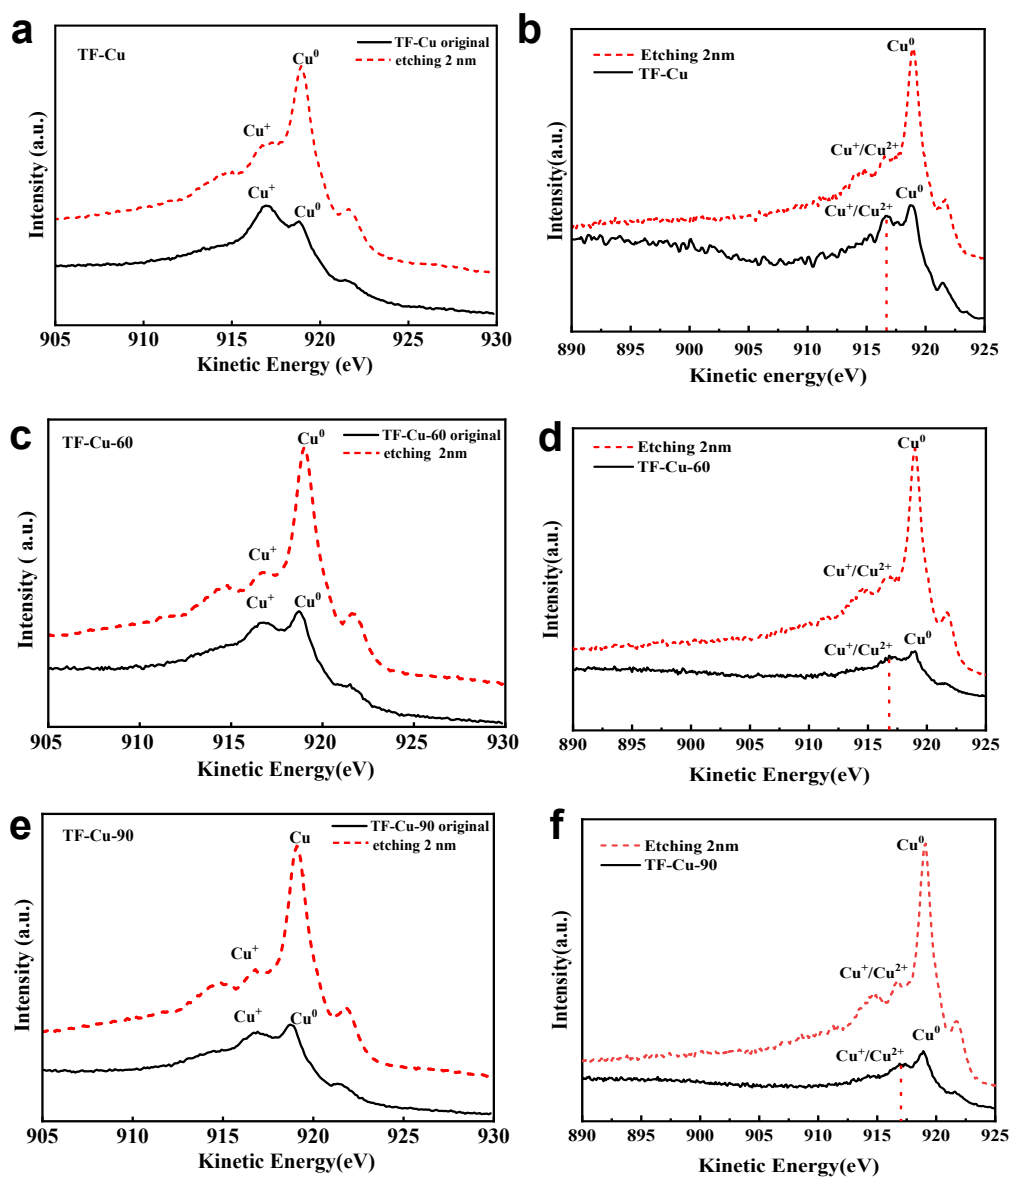 a
TF-Cu
TF-Cu original
etching 2 nm
Cu⁰
Cu⁺
Cu⁺
Cu⁰
Intensity (a.u.)
905 910 915 920 925 930
Kinetic Energy (eV)
b
Etching 2nm
TF-Cu
Cu⁰
Cu⁺/Cu²⁺
Cu⁰
Cu⁺/Cu²⁺
Intensity(a.u.)
890 895 900 905 910 915 920 925
Kinetic energy(eV)
c
TF-Cu-60
TF-Cu-60 original
etching 2nm
Cu⁰
Cu⁺
Cu⁺
Cu⁰
Intensity ( a.u.)
905 910 915 920 925 930
Kinetic Energy(eV)
d
Etching 2nm
TF-Cu-60
Cu⁰
Cu⁺/Cu²⁺
Cu⁺/Cu²⁺
Cu⁰
Intensity(a.u.)
890 895 900 905 910 915 920 925
Kinetic Energy(eV)
e
TF-Cu-90
TF-Cu-90 original
etching 2 nm
Cu
Cu⁺
Cu⁺
Cu⁰
Intensity (a.u.)
905 910 915 920 925 930
Kinetic Energy(eV)
f
Etching 2nm
TF-Cu-90
Cu⁰
Cu⁺/Cu²⁺
Cu⁰
Cu⁺/Cu²⁺
Intensity(a.u.)
890 895 900 905 910 915 920 925
Kinetic Energy(eV)